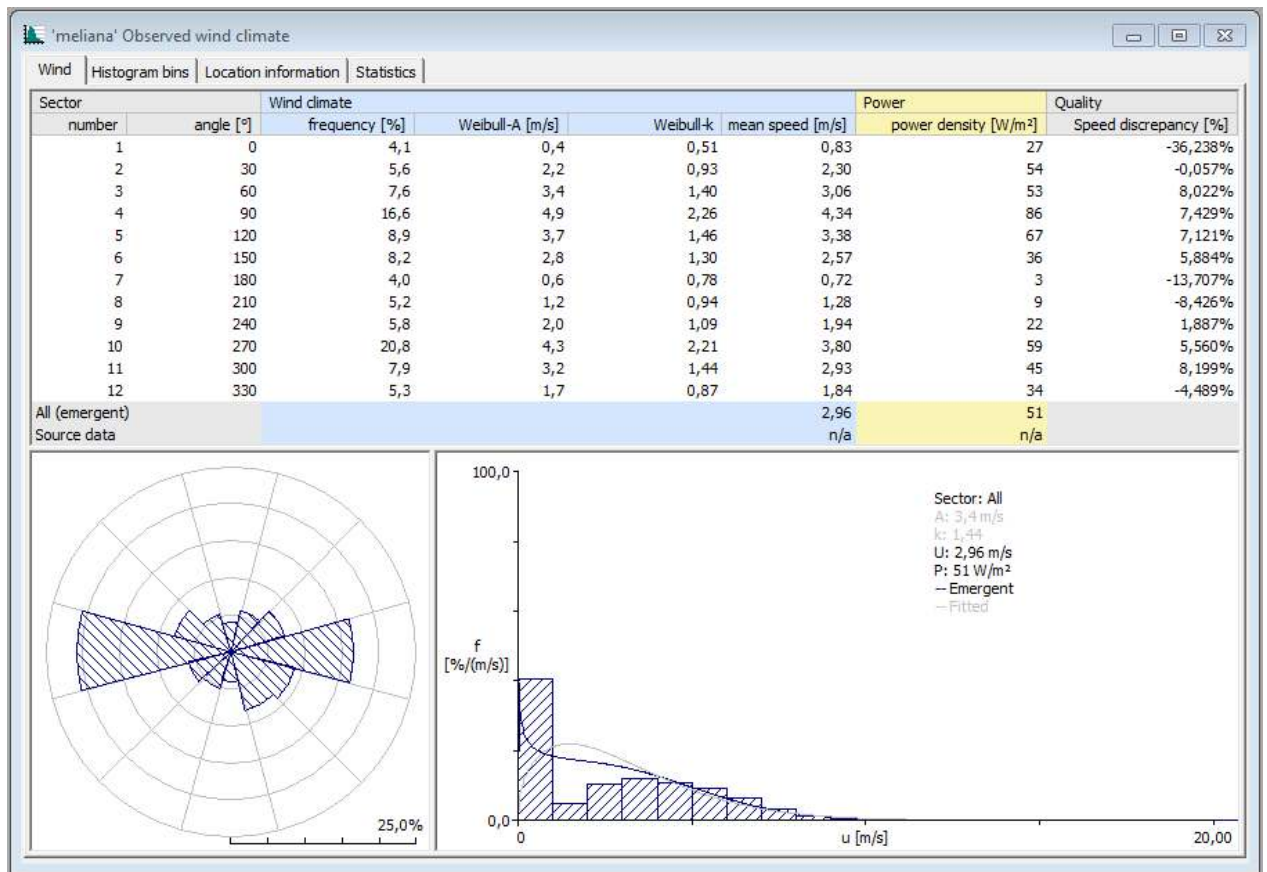 'meliana' Observed wind climate
Wind Histogram bins Location information Statistics
Sector Wind climate Power Quality
number angle [°] frequency [%] Weibull-A [m/s] Weibull-k mean speed [m/s] power density [W/m²] Speed discrepancy [%]
1 0 4,1 0,4 0,51 0,83 27 -36,238%
2 30 5,6 2,2 0,93 2,30 54 -0,057%
3 60 7,6 3,4 1,40 3,06 53 8,022%
4 90 16,6 4,9 2,26 4,34 86 7,429%
5 120 8,9 3,7 1,46 3,38 67 7,121%
6 150 8,2 2,8 1,30 2,57 36 5,884%
7 180 4,0 0,6 0,78 0,72 3 -13,707%
8 210 5,2 1,2 0,94 1,28 9 -8,426%
9 240 5,8 2,0 1,09 1,94 22 1,887%
10 270 20,8 4,3 2,21 3,80 59 5,560%
11 300 7,9 3,2 1,44 2,93 45 8,199%
12 330 5,3 1,7 0,87 1,84 34 -4,489%
All (emergent) 2,96 51
Source data n/a n/a
25,0%
100,0
Sector: All
A: 3,4 m/s
k: 1,44
U: 2,96 m/s
P: 51 W/m²
-- Emergent
-- Fitted
f
[%/(m/s)]
0,0
0 u [m/s] 20,00